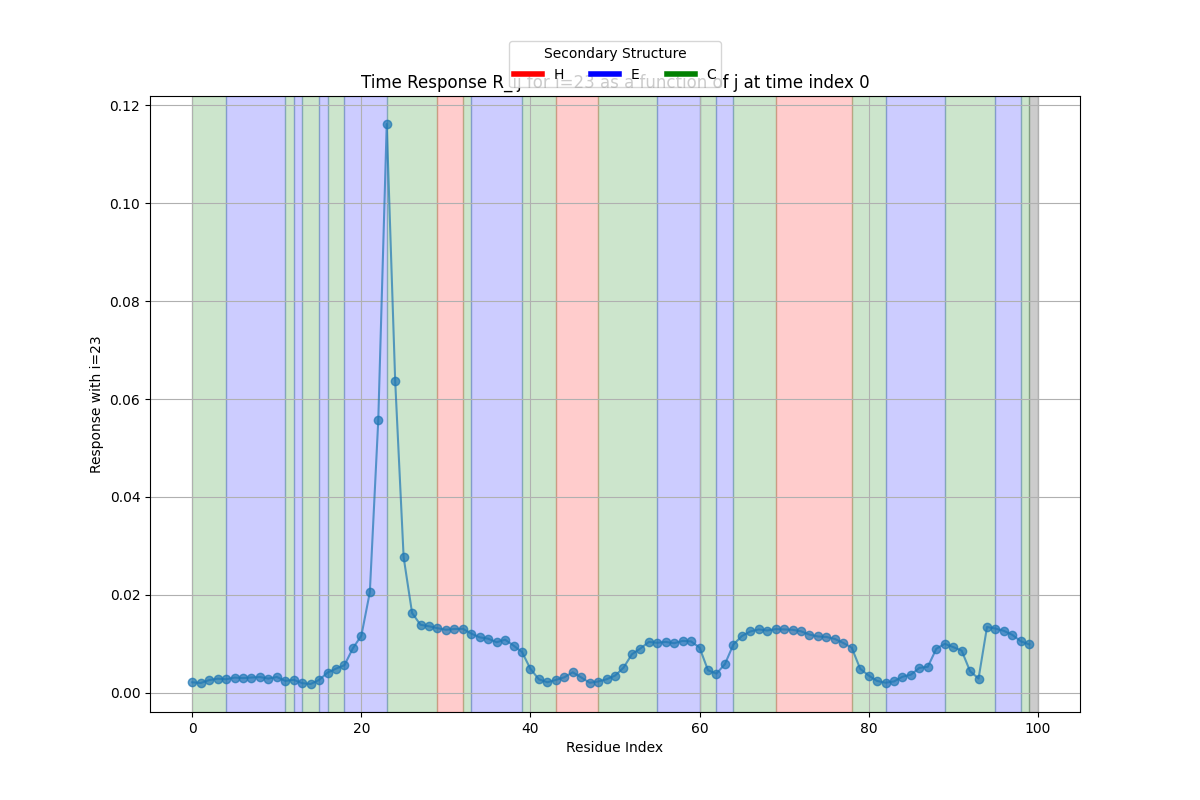 Secondary Structure
H E C
Time Response R_ij for i=23 as a function of j at time index 0
0.12
0.10
0.08
0.06
0.04
0.02
0.00
Response with i=23
0 20 40 60 80 100
Residue Index